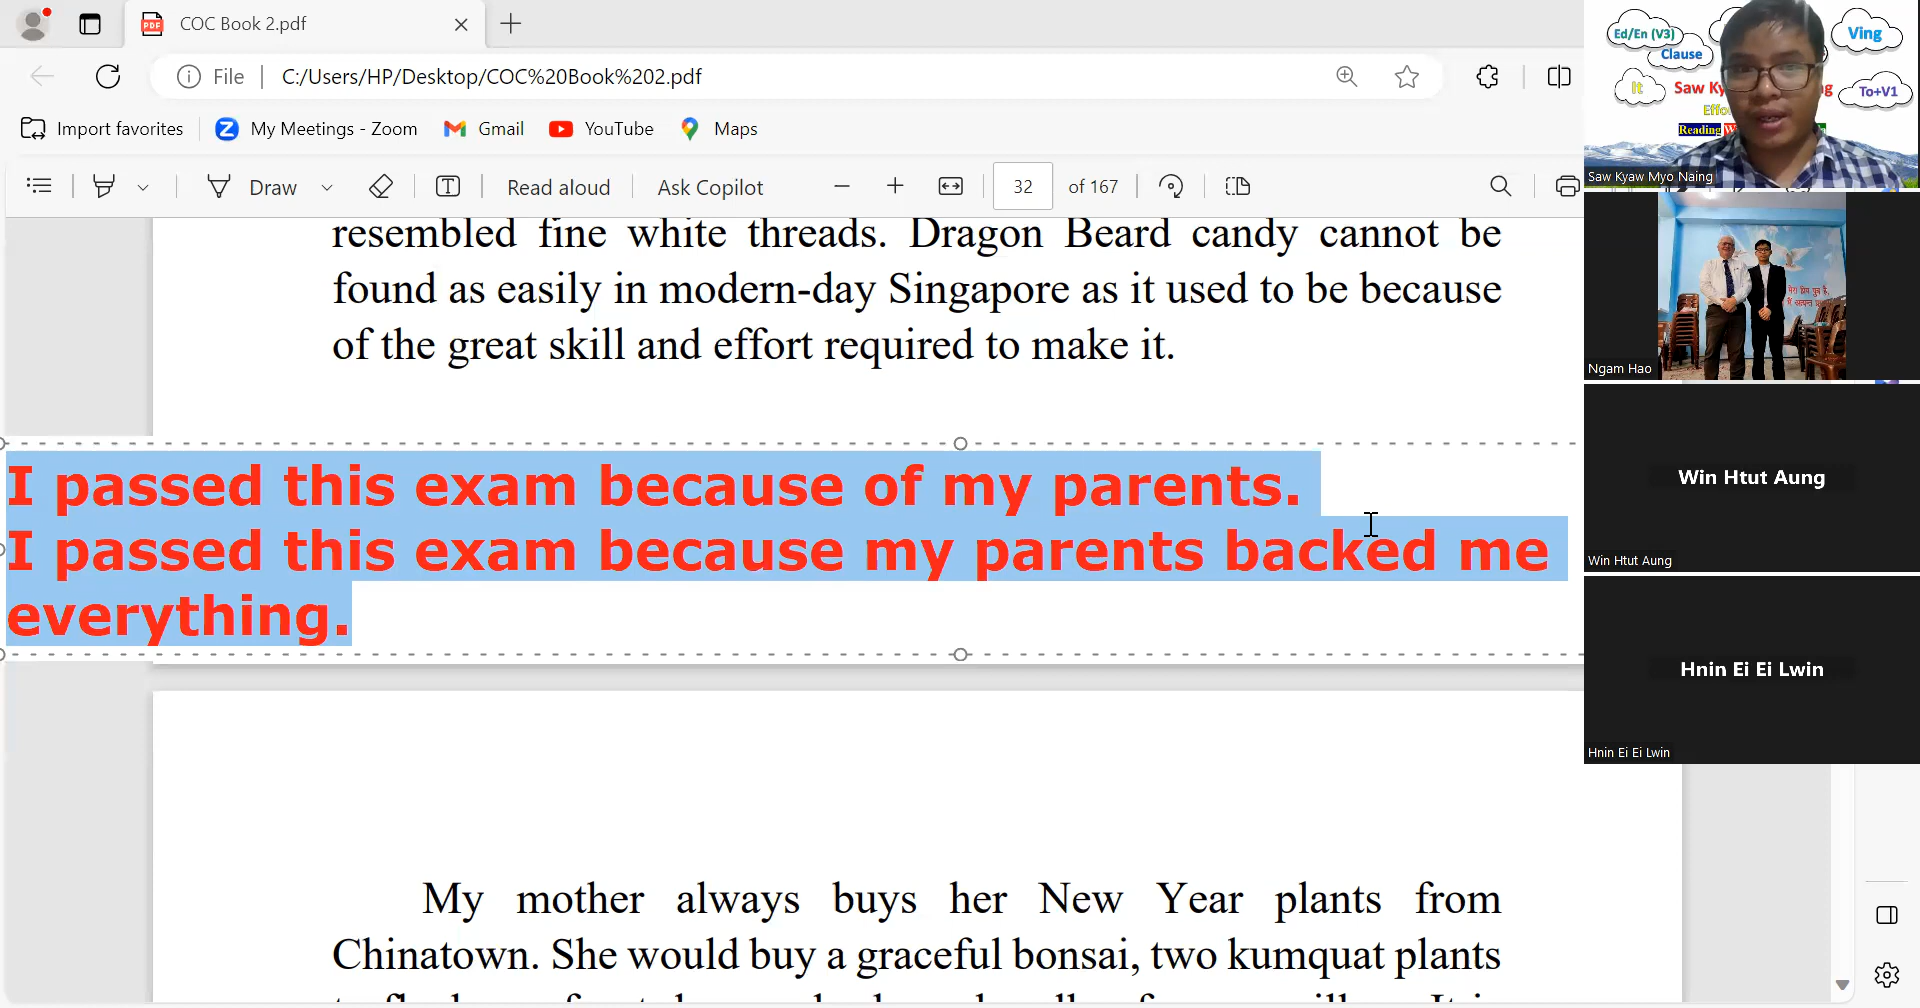 COC Book 2.pdf
File
C:/Users/HP/Desktop/COC%20Book%202.pdf
Import favorites
My Meetings - Zoom
Gmail
YouTube
Maps
Draw
Read aloud
Ask Copilot
32
of 167
resembled fine white threads. Dragon Beard candy cannot be
found as easily in modern-day Singapore as it used to be because
of the great skill and effort required to make it.
I passed this exam because of my parents.
I passed this exam because my parents backed me
everything.
My mother always buys her New Year plants from
Chinatown. She would buy a graceful bonsai, two kumquat plants
Ed/En (V3)
Clause
Ving
It
To+V1
Saw Ky
ng
Reading
Saw Kyaw Myo Naing
Ngam Hao
Win Htut Aung
Win Htut Aung
Hnin Ei Ei Lwin
Hnin Ei Ei Lwin